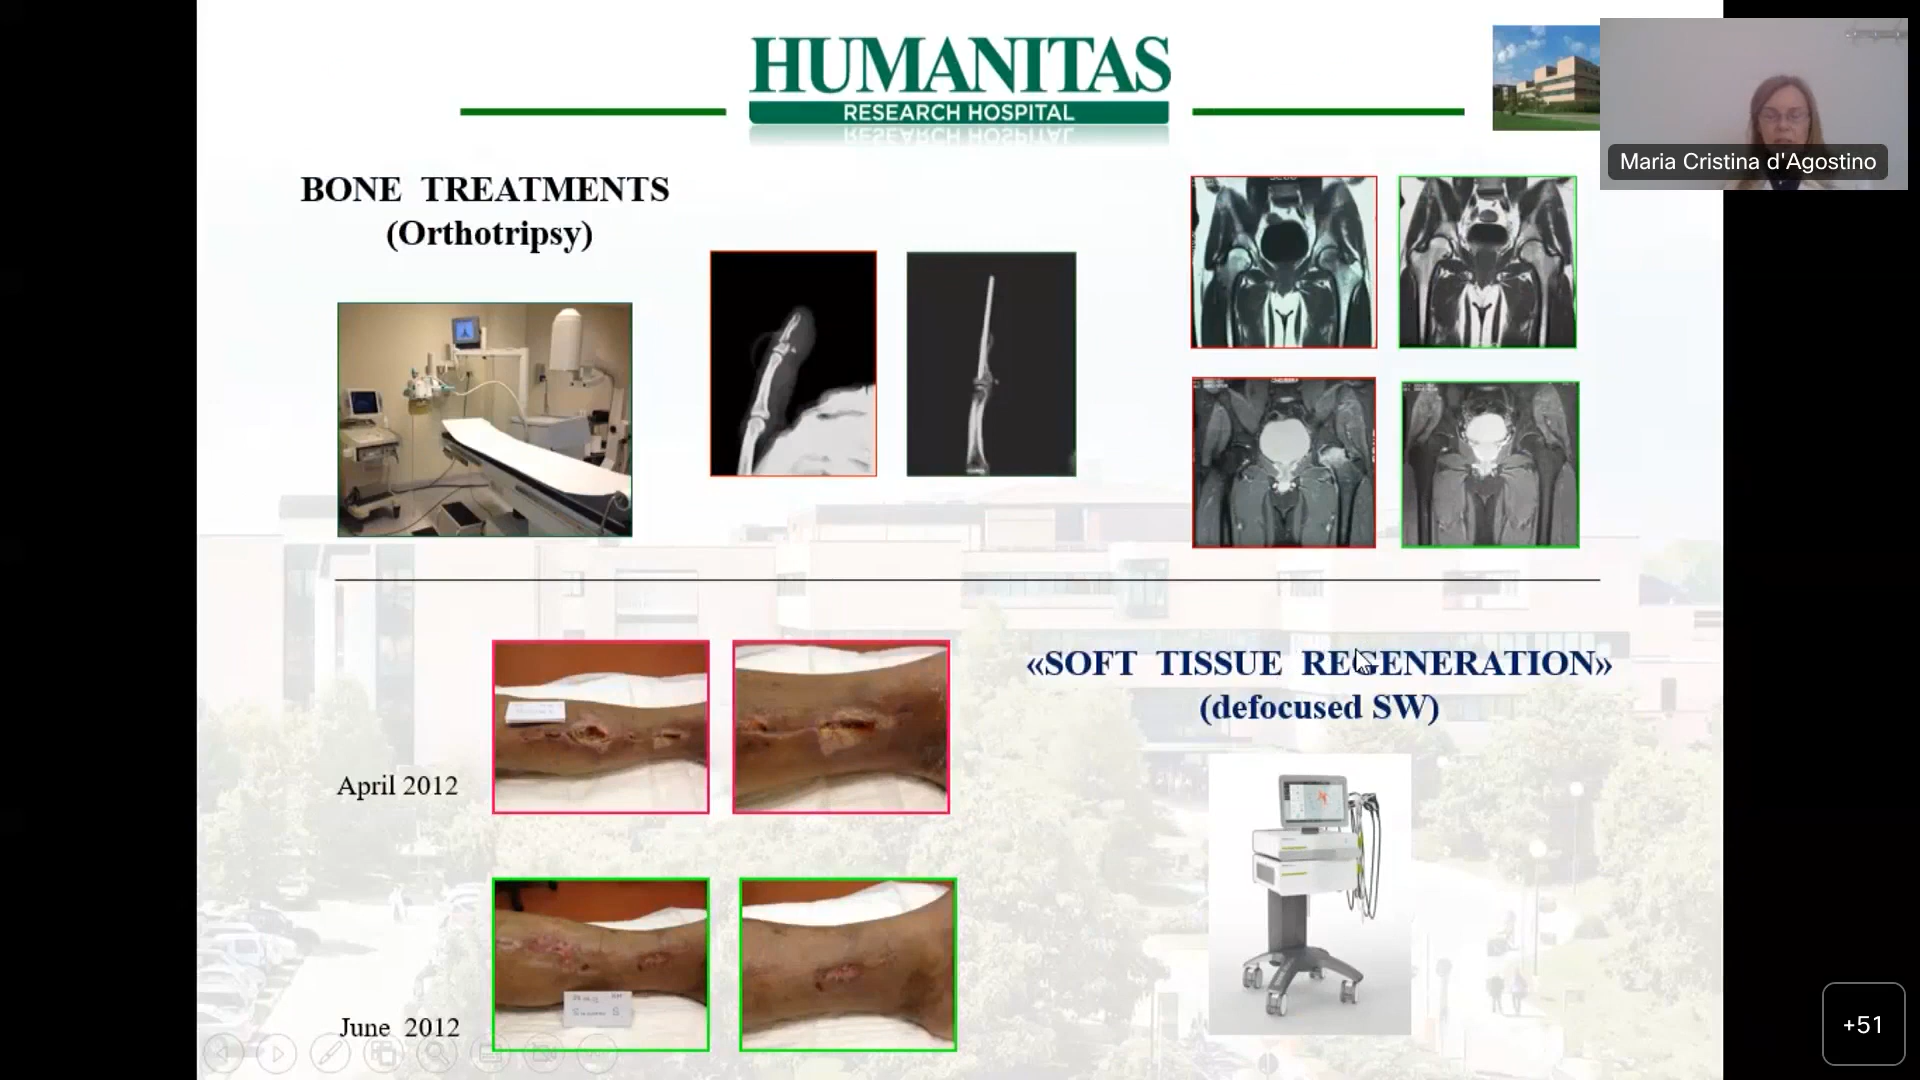 HUMANITAS
RESEARCH HOSPITAL
Maria Cristina d'Agostino
BONE TREATMENTS
(Orthotripsy)
«SOFT TISSUE REGENERATION»
(defocused SW)
April 2012
June 2012
+51